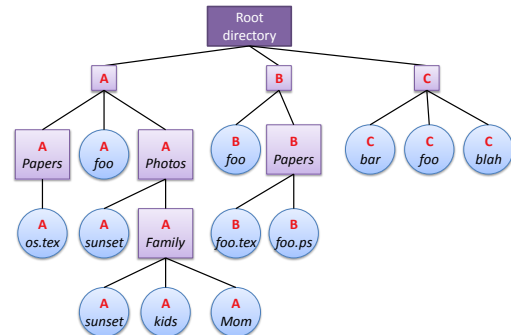 Root
directory
A
B
C
A
Papers
A
foo
A
Photos
B
foo
B
Papers
C
bar
C
foo
C
blah
A
os.tex
A
sunset
A
Family
B
foo.tex
B
foo.ps
A
sunset
A
kids
A
Mom